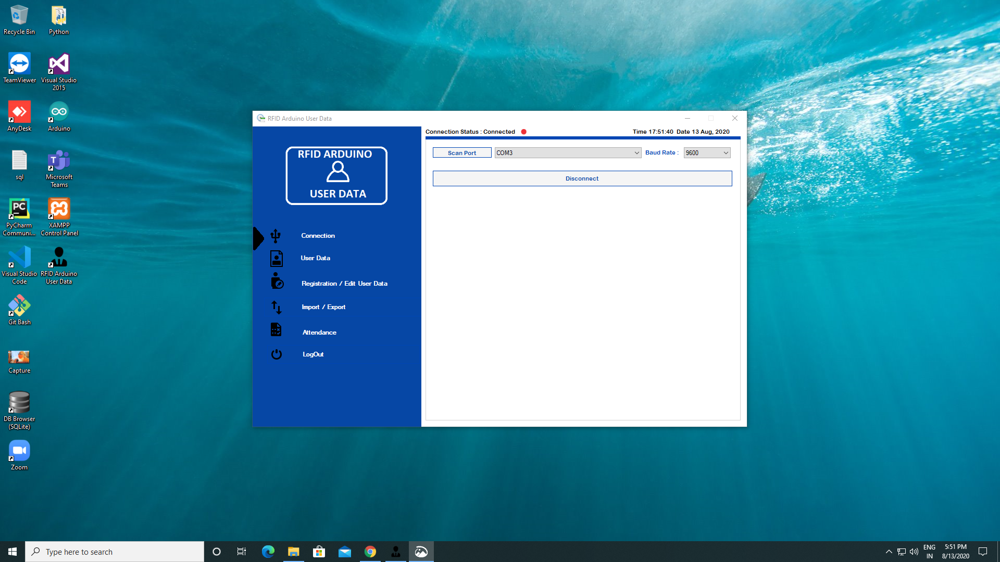 Recycle Bin
Python
TeamViewer
Visual Studio
2015
AnyDesk
Arduino
sql
Microsoft
Teams
PyCharm
Communi...
XAMPP
Control Panel
Visual Studio
Code
RFID Arduino
User Data
Git Bash
Capture
DB Browser
(SQLite)
Zoom
RFID Arduino User Data
RFID ARDUINO
USER DATA
Connection
User Data
Registration / Edit User Data
Import / Export
Attendance
LogOut
Connection Status : Connected
Time 17:51:40 Date 13 Aug, 2020
Scan Port
COM3
Baud Rate :
9600
Disconnect
Type here to search
ENG
IN
5:51 PM
8/13/2020